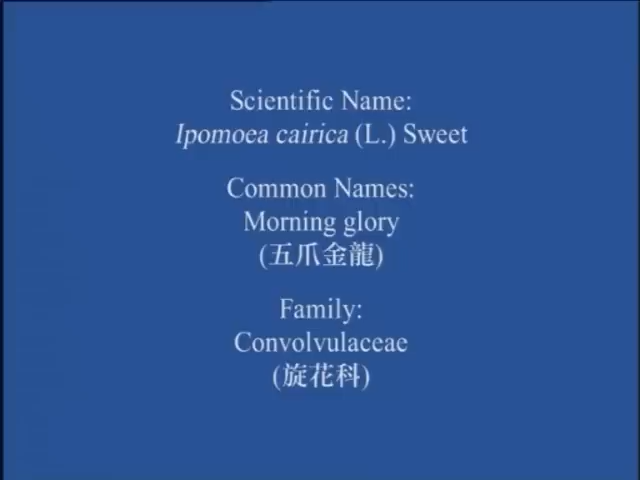 Scientific Name:
Ipomoea cairica (L.) Sweet
Common Names:
Morning glory
(五爪金龍)
Family:
Convolvulaceae
(旋花科)